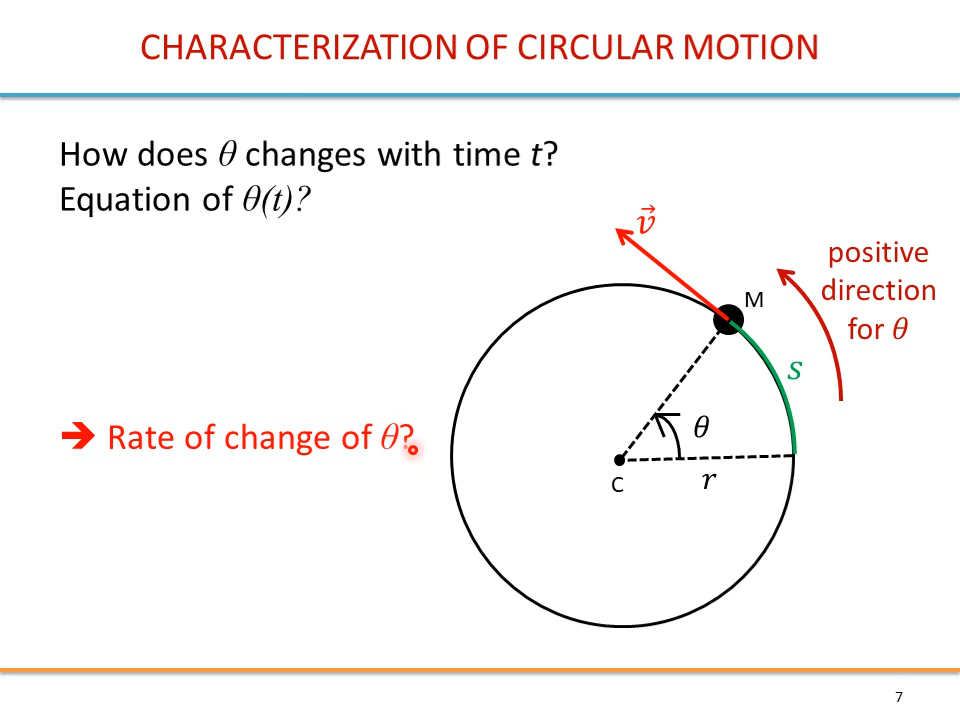 CHARACTERIZATION OF CIRCULAR MOTION
How does θ changes with time t?
Equation of θ(t)?
v⃗
positive
direction
for θ
M
s
➔ Rate of change of θ?
θ
C
r
7